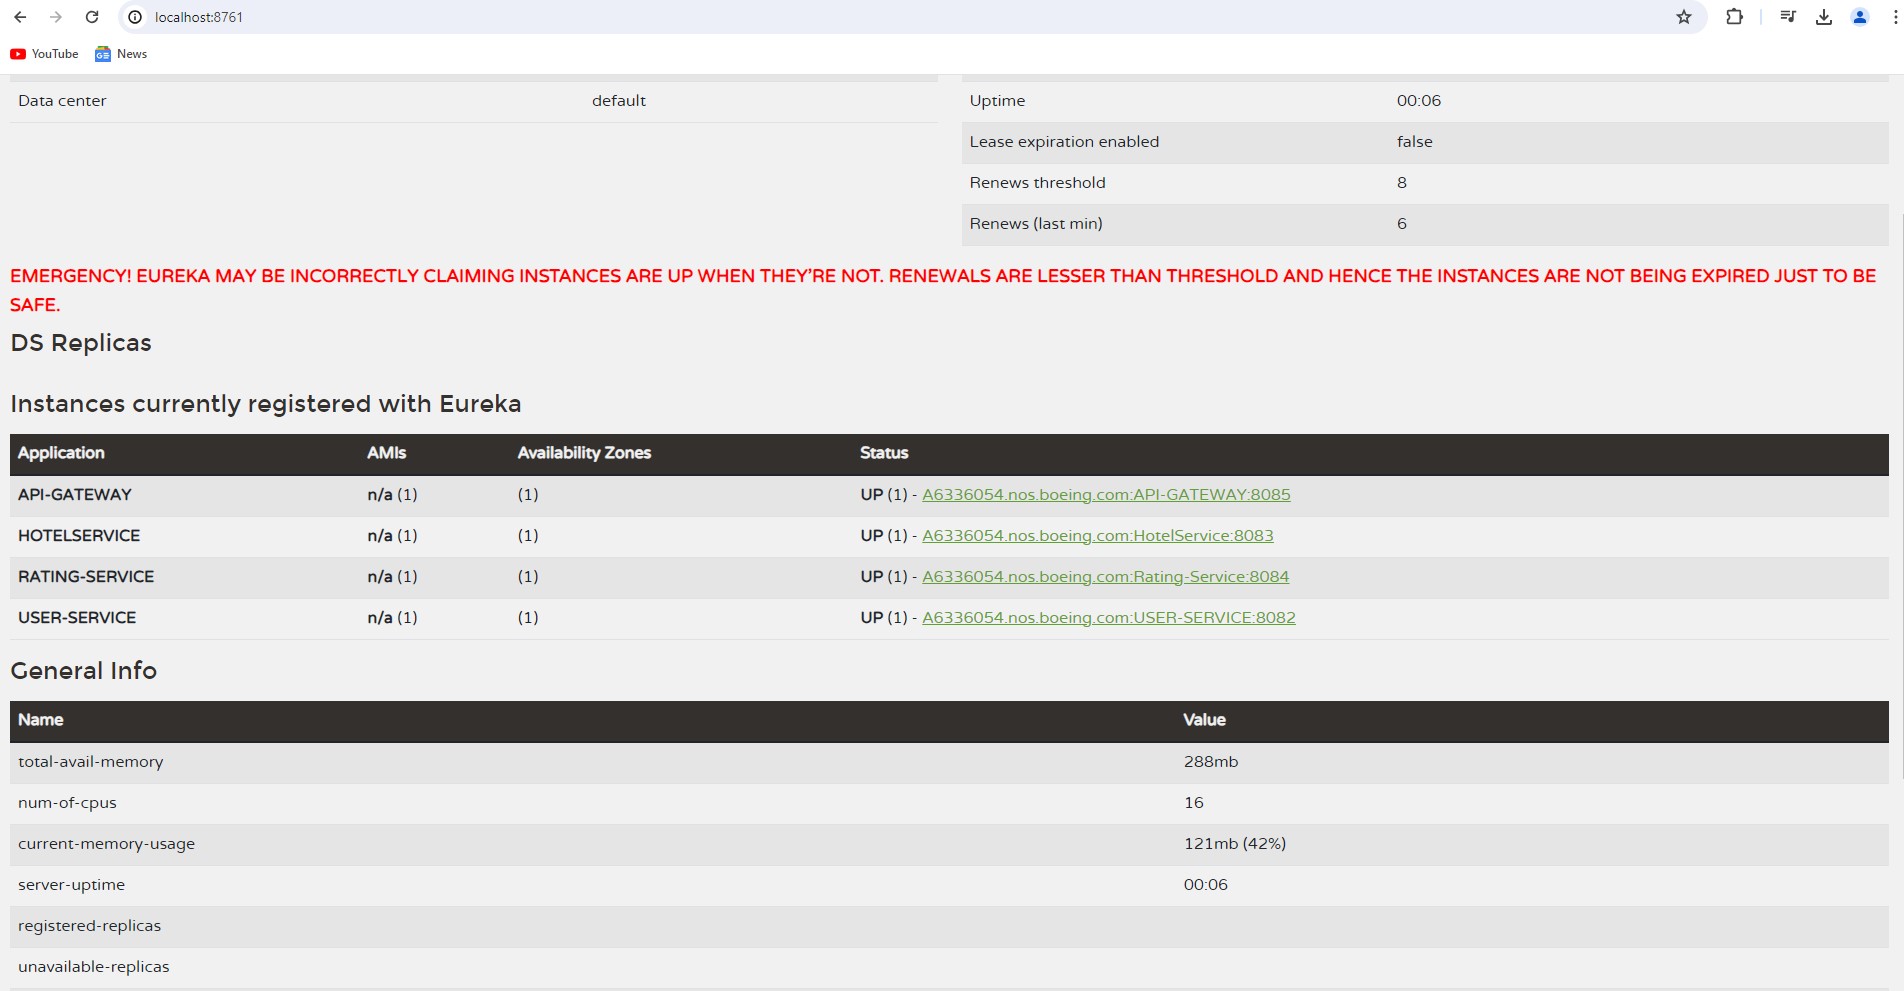 localhost:8761
YouTube News
Data center default
Uptime 00:06
Lease expiration enabled false
Renews threshold 8
Renews (last min) 6
EMERGENCY! EUREKA MAY BE INCORRECTLY CLAIMING INSTANCES ARE UP WHEN THEY'RE NOT. RENEWALS ARE LESSER THAN THRESHOLD AND HENCE THE INSTANCES ARE NOT BEING EXPIRED JUST TO BE
SAFE.
DS Replicas
Instances currently registered with Eureka
Application AMIs Availability Zones Status
API-GATEWAY n/a (1) (1) UP (1) - A6336054.nos.boeing.com:API-GATEWAY:8085
HOTELSERVICE n/a (1) (1) UP (1) - A6336054.nos.boeing.com:HotelService:8083
RATING-SERVICE n/a (1) (1) UP (1) - A6336054.nos.boeing.com:Rating-Service:8084
USER-SERVICE n/a (1) (1) UP (1) - A6336054.nos.boeing.com:USER-SERVICE:8082
General Info
Name Value
total-avail-memory 288mb
num-of-cpus 16
current-memory-usage 121mb (42%)
server-uptime 00:06
registered-replicas
unavailable-replicas